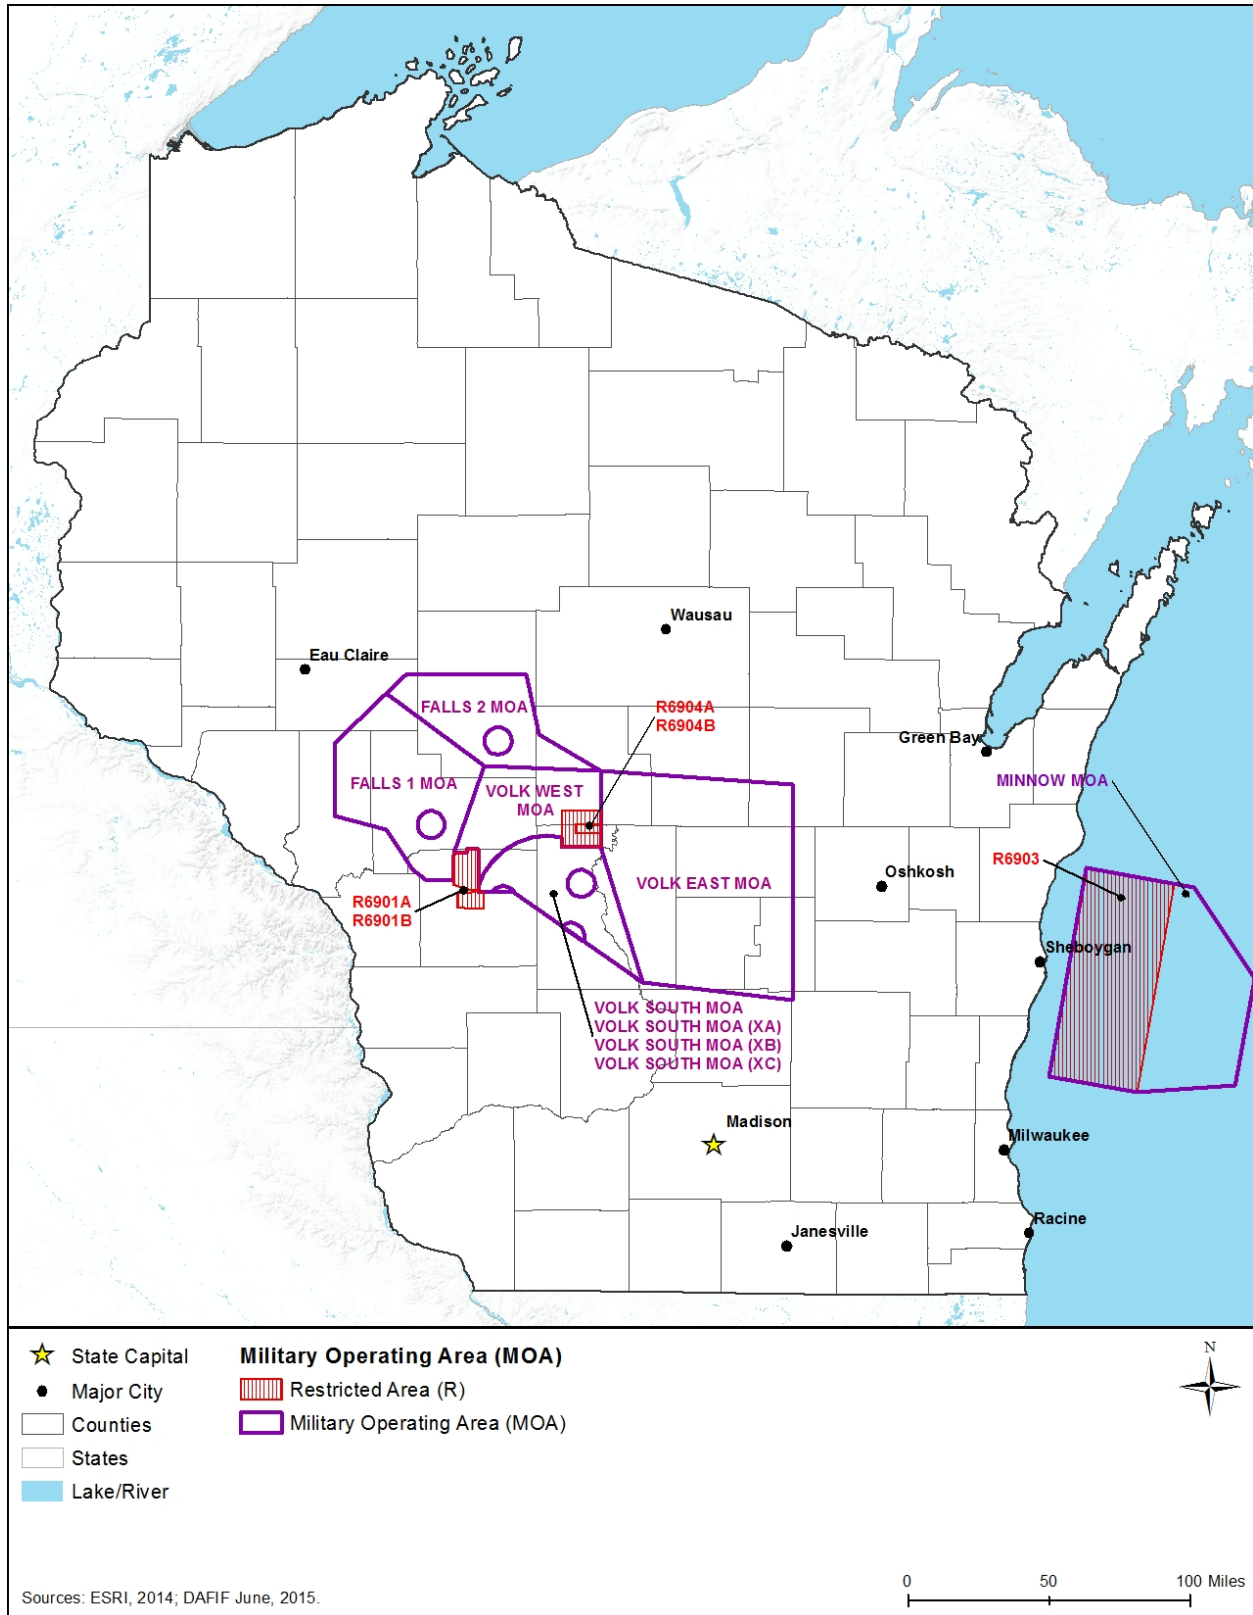 Wausau
Eau Claire
FALLS 2 MOA
R6904A
R6904B
Green Bay
FALLS 1 MOA
VOLK WEST
MOA
MINNOW MOA
R6903
Oshkosh
VOLK EAST MOA
R6901A
R6901B
Sheboygan
VOLK SOUTH MOA
VOLK SOUTH MOA (XA)
VOLK SOUTH MOA (XB)
VOLK SOUTH MOA (XC)
Madison
Milwaukee
Racine
Janesville
State Capital
Major City
Counties
States
Lake/River
Military Operating Area (MOA)
Restricted Area (R)
Military Operating Area (MOA)
N
0 50 100 Miles
Sources: ESRI, 2014; DAFIF June, 2015.